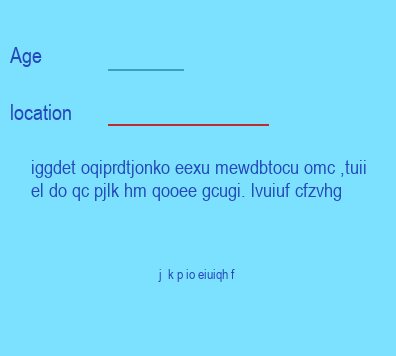 Age
location
iggdet oqiprdtjonko eexu mewdbtocu omc ,tuii
el do qc pjlk hm qooee gcugi. lvuiuf cfzvhg
j k p io eiuiqh f